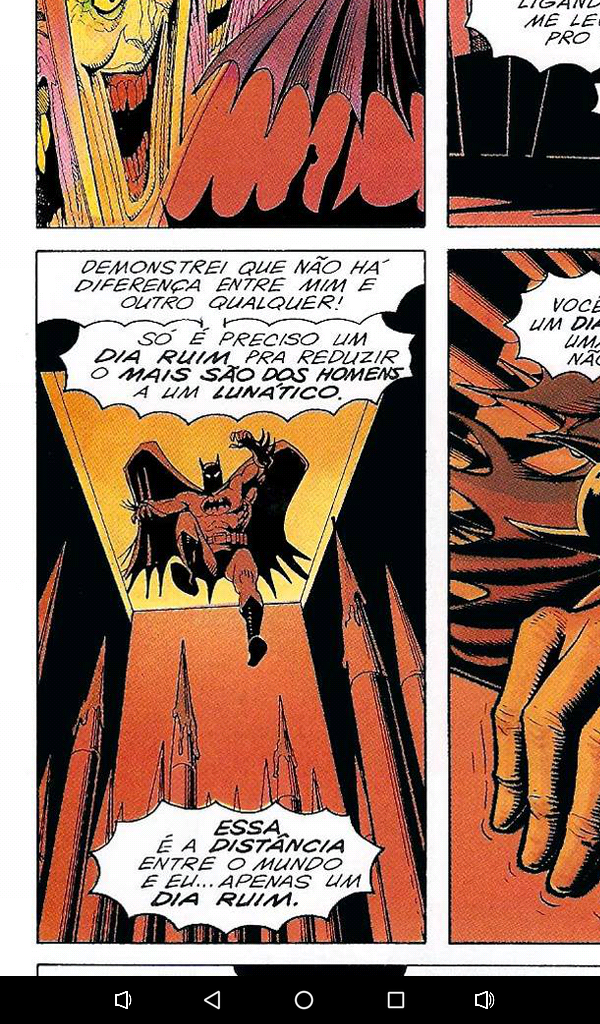 LIGAND
ME LE
PRO
DEMONSTREI QUE NÃO HÁ
DIFERENÇA ENTRE MIM E
OUTRO QUALQUER!
SÓ É PRECISO UM
DIA RUIM PRA REDUZIR
O MAIS SÃO DOS HOMENS
A UM LUNÁTICO.
ESSA
É A DISTÂNCIA
ENTRE O MUNDO
E EU... APENAS UM
DIA RUIM.
VOCÊ
UM DIA
UMA
NÃO